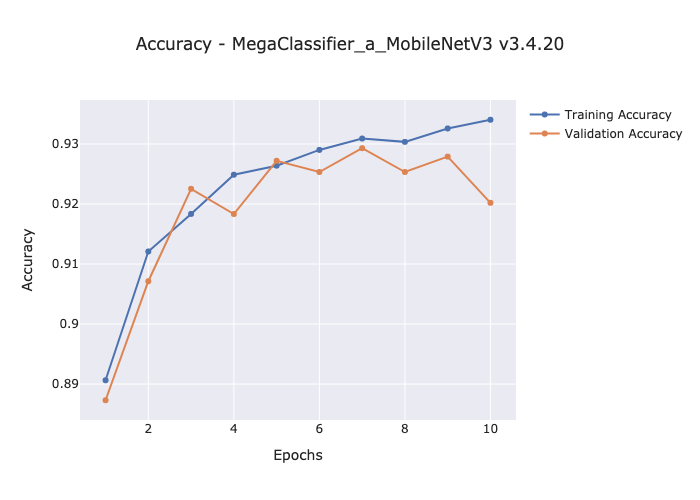 Accuracy - MegaClassifier_a_MobileNetV3 v3.4.20
Training Accuracy
Validation Accuracy
0.93
0.92
0.91
0.9
0.89
Accuracy
2 4 6 8 10
Epochs